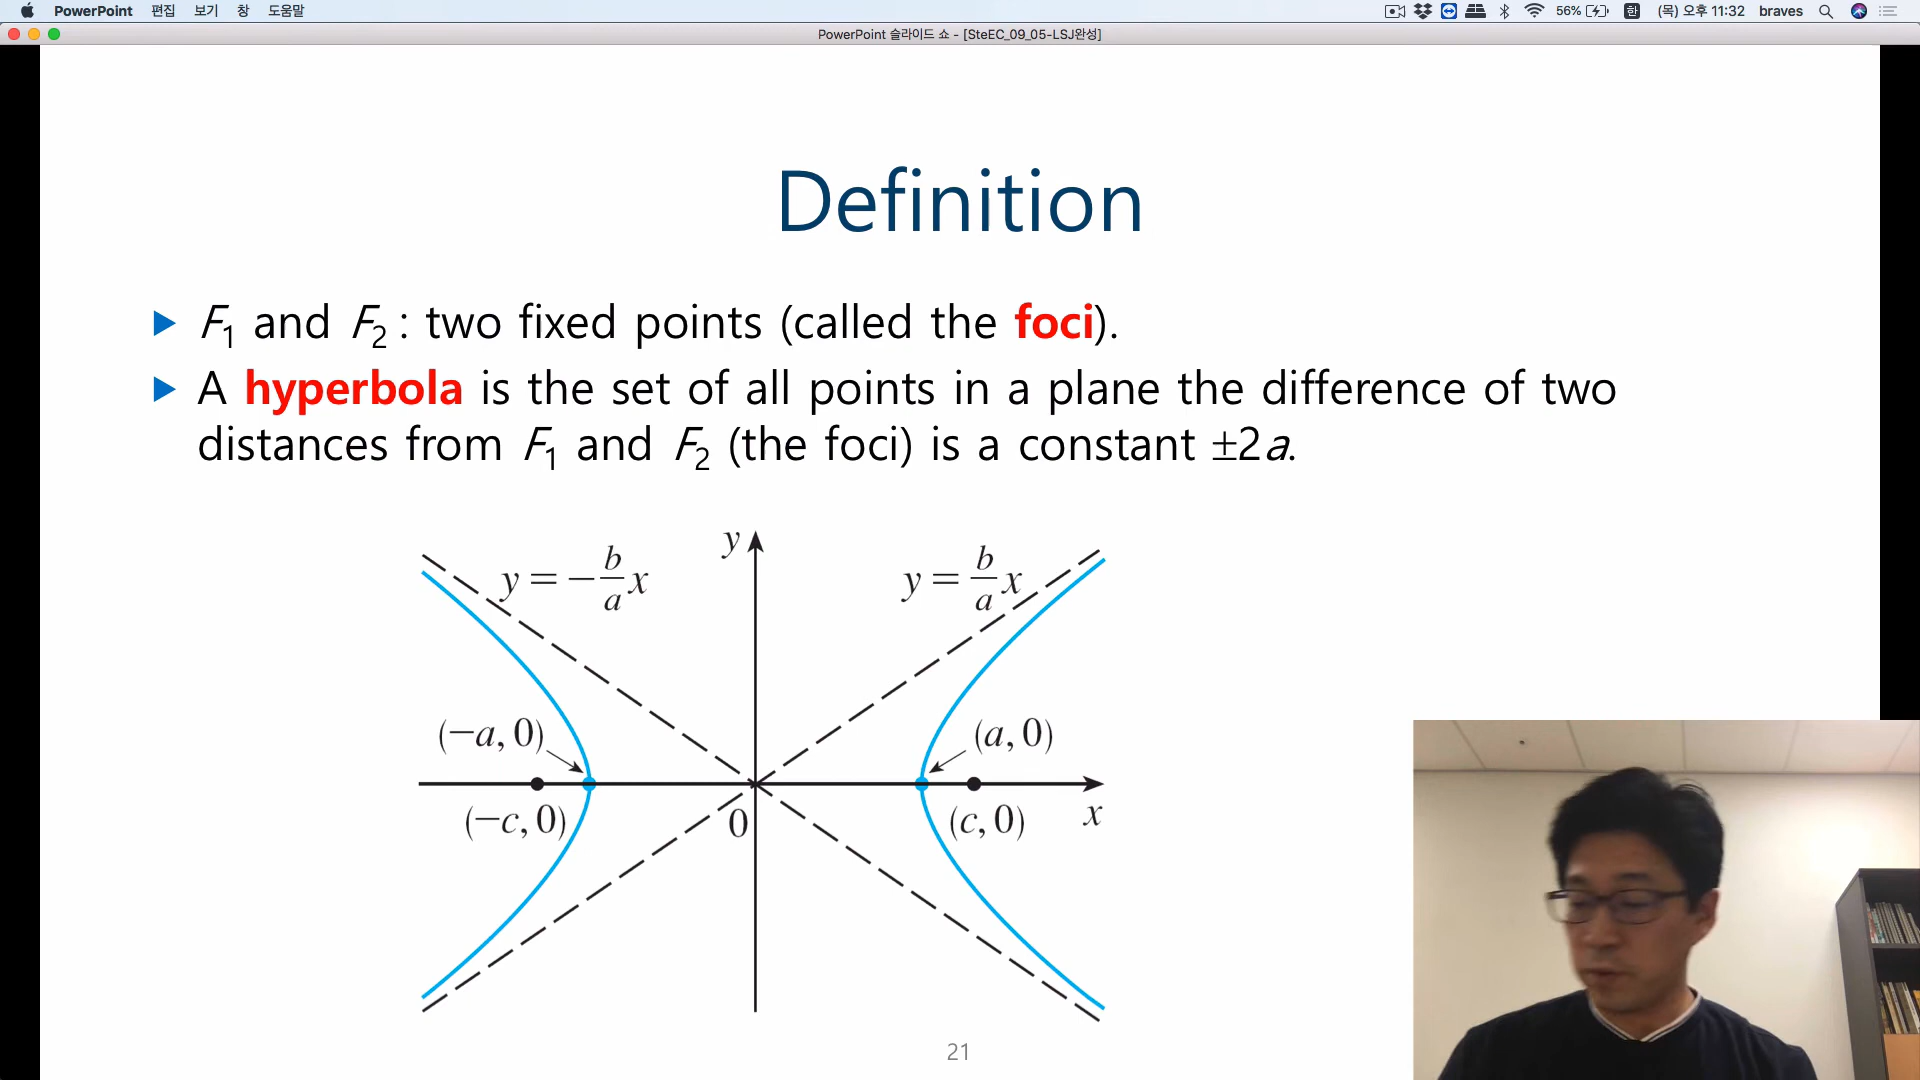 PowerPoint 편집 보기 창 도움말 56% 한 (목) 오후 11:32 braves
PowerPoint 슬라이드 쇼 - [SteEC_09_05-LSJ완성]
Definition
F₁ and F₂ : two fixed points (called the foci).
A hyperbola is the set of all points in a plane the difference of two
distances from F₁ and F₂ (the foci) is a constant ±2a.
y = −b/a x
y
y = b/a x
(−a, 0)
(a, 0)
(−c, 0)
0
(c, 0)
x
21